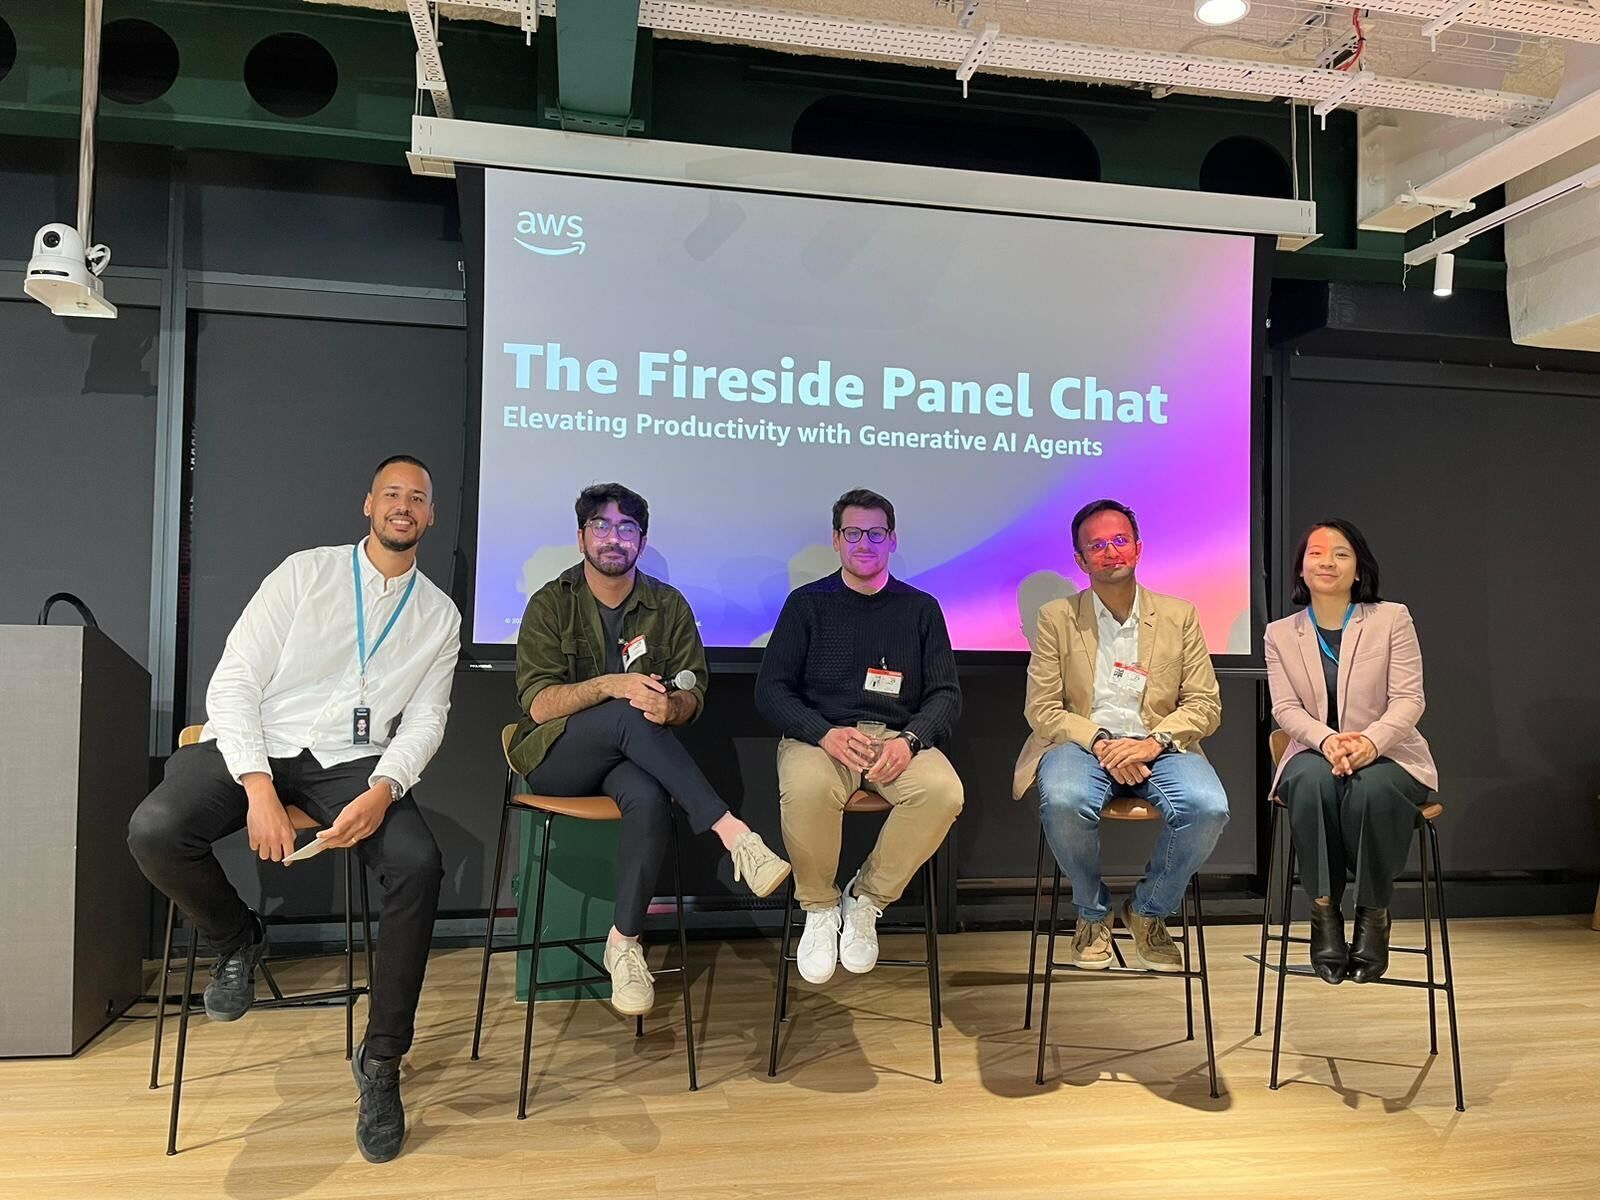 aws
The Fireside Panel Chat
Elevating Productivity with Generative AI Agents